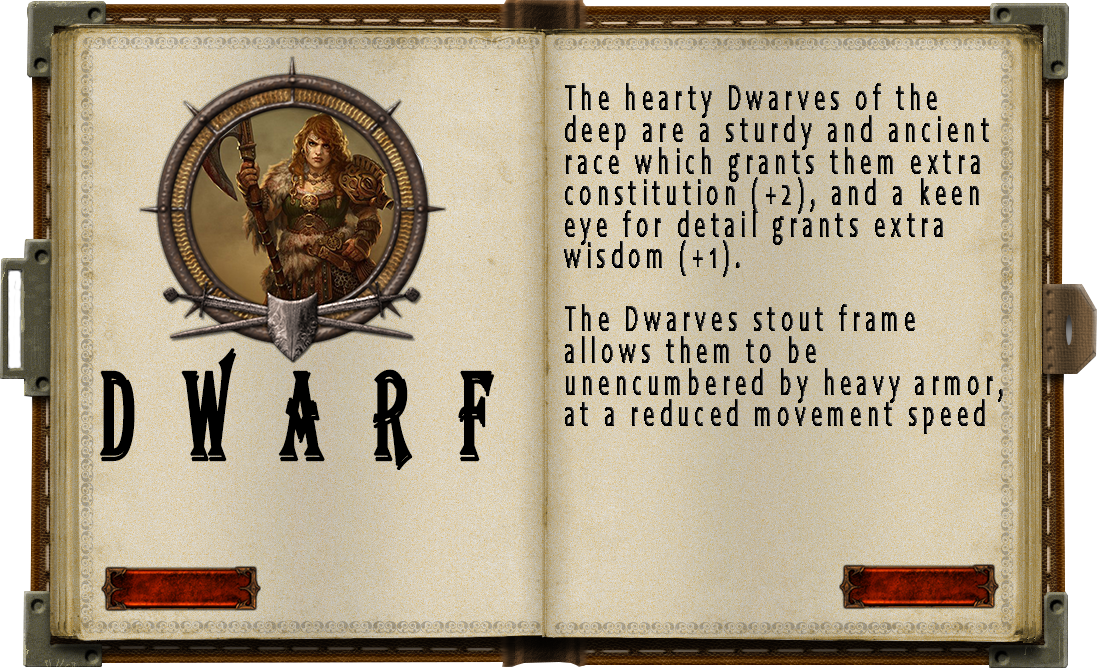 DWARF
The hearty Dwarves of the
deep are a sturdy and ancient
race which grants them extra
constitution (+2), and a keen
eye for detail grants extra
wisdom (+1).
The Dwarves stout frame
allows them to be
unencumbered by heavy armor,
at a reduced movement speed